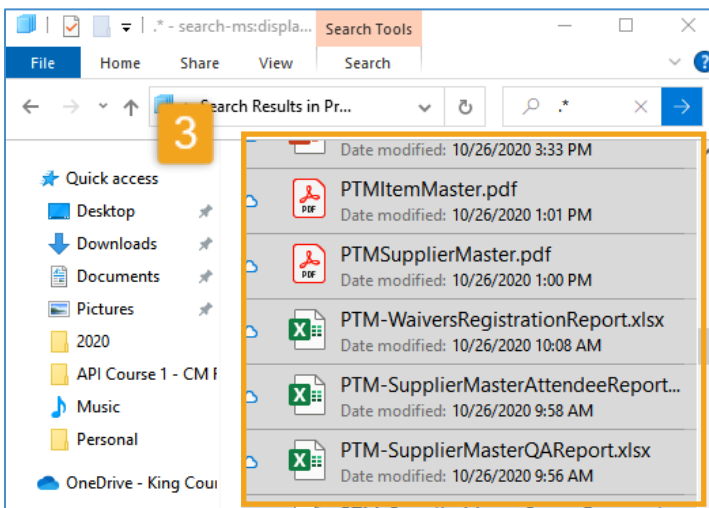 .* - search-ms:displa...
Search Tools
File
Home
Share
View
Search
?
Search Results in Pr...
.*
3
Date modified: 10/26/2020 3:33 PM
Quick access
PDF
PTMItemMaster.pdf
Desktop
Date modified: 10/26/2020 1:01 PM
Downloads
PDF
PTMSupplierMaster.pdf
Documents
Date modified: 10/26/2020 1:00 PM
Pictures
X
PTM-WaiversRegistrationReport.xlsx
2020
Date modified: 10/26/2020 10:08 AM
API Course 1 - CM F
X
PTM-SupplierMasterAttendeeReport...
Music
Date modified: 10/26/2020 9:58 AM
Personal
X
PTM-SupplierMasterQAReport.xlsx
Date modified: 10/26/2020 9:56 AM
OneDrive - King Cour